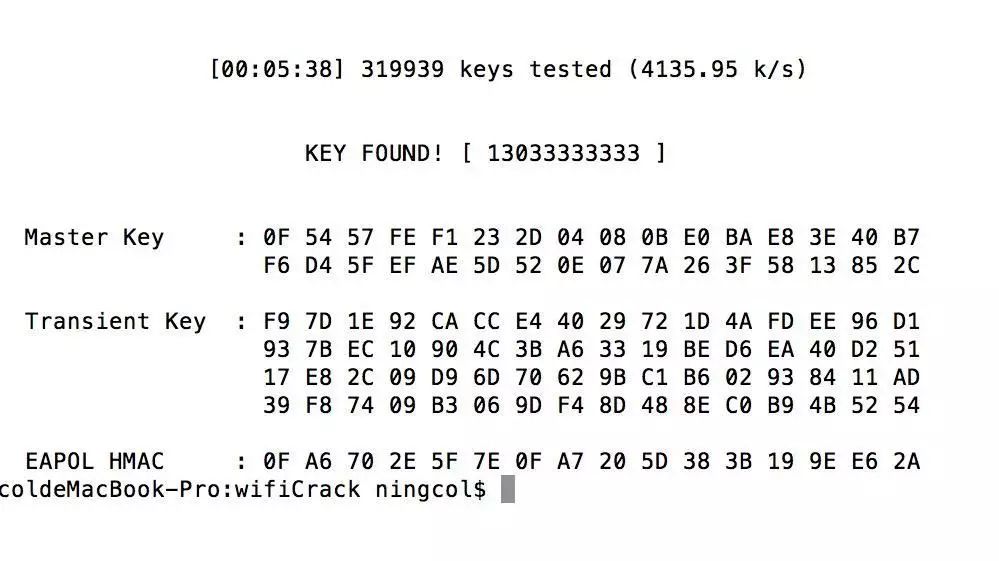 [00:05:38] 319939 keys tested (4135.95 k/s)
KEY FOUND! [ 13033333333 ]
Master Key : 0F 54 57 FE F1 23 2D 04 08 0B E0 BA E8 3E 40 B7
F6 D4 5F EF AE 5D 52 0E 07 7A 26 3F 58 13 85 2C
Transient Key : F9 7D 1E 92 CA CC E4 40 29 72 1D 4A FD EE 96 D1
93 7B EC 10 90 4C 3B A6 33 19 BE D6 EA 40 D2 51
17 E8 2C 09 D9 6D 70 62 9B C1 B6 02 93 84 11 AD
39 F8 74 09 B3 06 9D F4 8D 48 8E C0 B9 4B 52 54
EAPOL HMAC : 0F A6 70 2E 5F 7E 0F A7 20 5D 38 3B 19 9E E6 2A
coldeMacBook-Pro:wifiCrack ningcol$